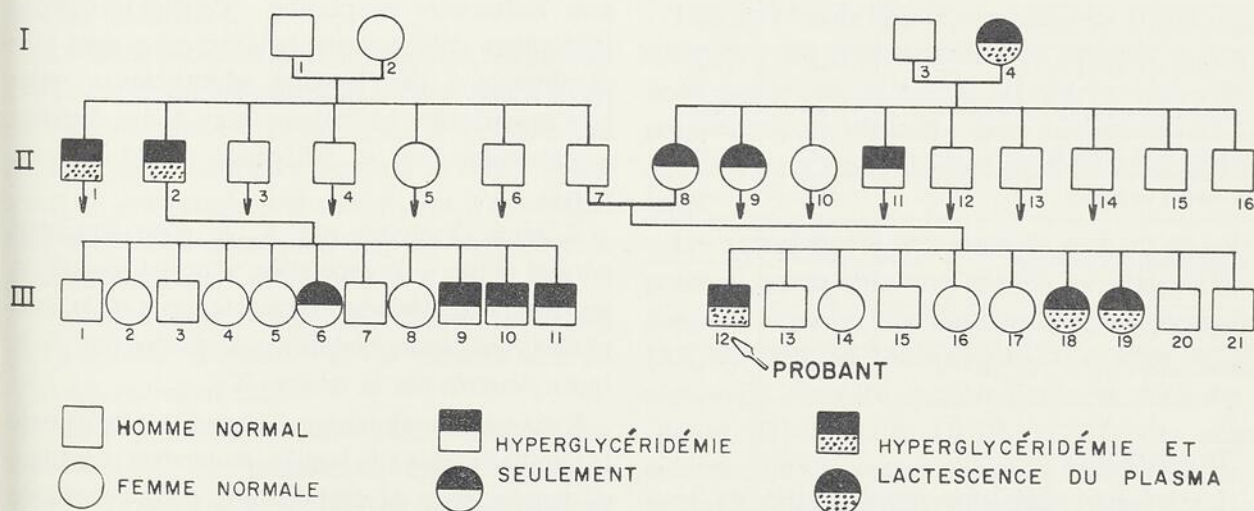 I
1 2 3 4
II
1 2 3 4 5 6 7 8 9 10 11 12 13 14 15 16
III
1 2 3 4 5 6 7 8 9 10 11 12 13 14 15 16 17 18 19 20 21
PROBANT
HOMME NORMAL
FEMME NORMALE
HYPERGLYCÉRIDÉMIE
SEULEMENT
HYPERGLYCÉRIDÉMIE ET
LACTESCENCE DU PLASMA